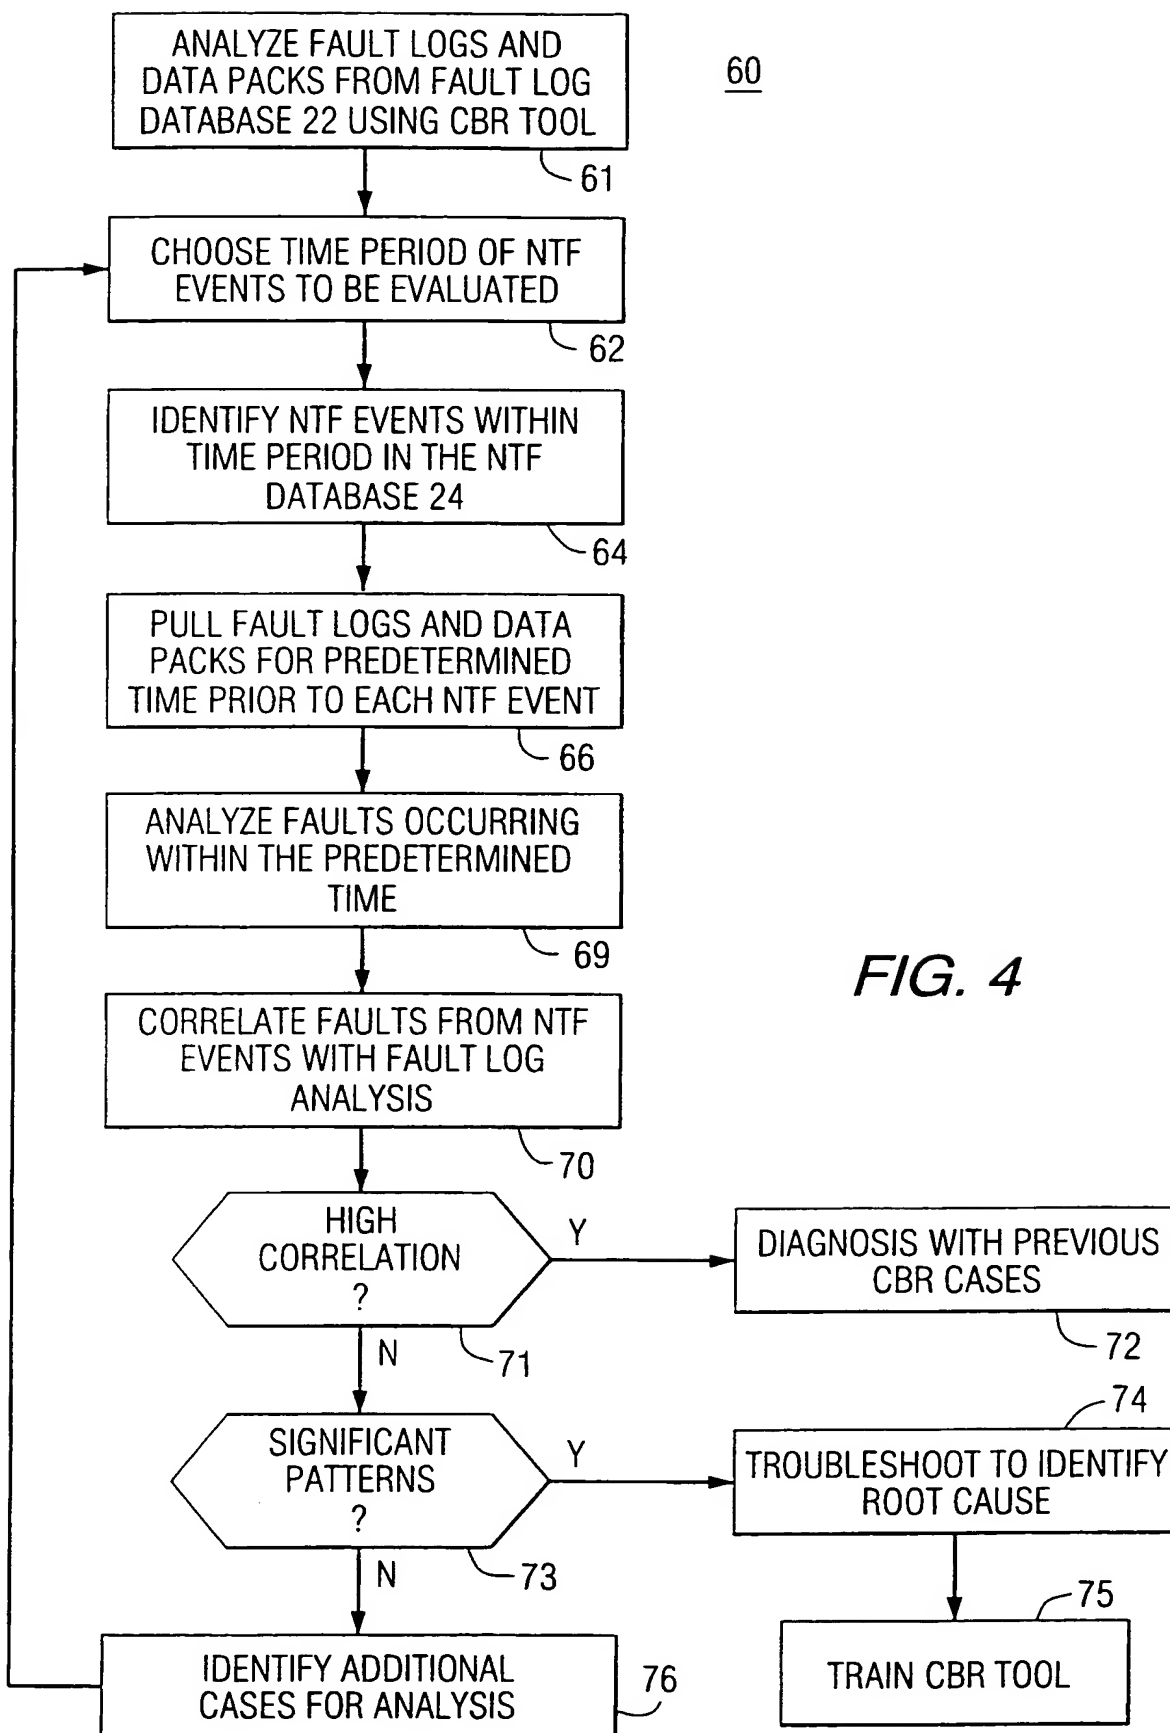 ANALYZE FAULT LOGS AND
DATA PACKS FROM FAULT LOG
DATABASE 22 USING CBR TOOL
60
61
CHOOSE TIME PERIOD OF NTF
EVENTS TO BE EVALUATED
62
IDENTIFY NTF EVENTS WITHIN
TIME PERIOD IN THE NTF
DATABASE 24
64
PULL FAULT LOGS AND DATA
PACKS FOR PREDETERMINED
TIME PRIOR TO EACH NTF EVENT
66
ANALYZE FAULTS OCCURRING
WITHIN THE PREDETERMINED
TIME
69
FIG. 4
CORRELATE FAULTS FROM NTF
EVENTS WITH FAULT LOG
ANALYSIS
70
HIGH
CORRELATION
?
Y
71
N
DIAGNOSIS WITH PREVIOUS
CBR CASES
72
SIGNIFICANT
PATTERNS
?
Y
73
N
74
TROUBLESHOOT TO IDENTIFY
ROOT CAUSE
75
TRAIN CBR TOOL
IDENTIFY ADDITIONAL
CASES FOR ANALYSIS
76